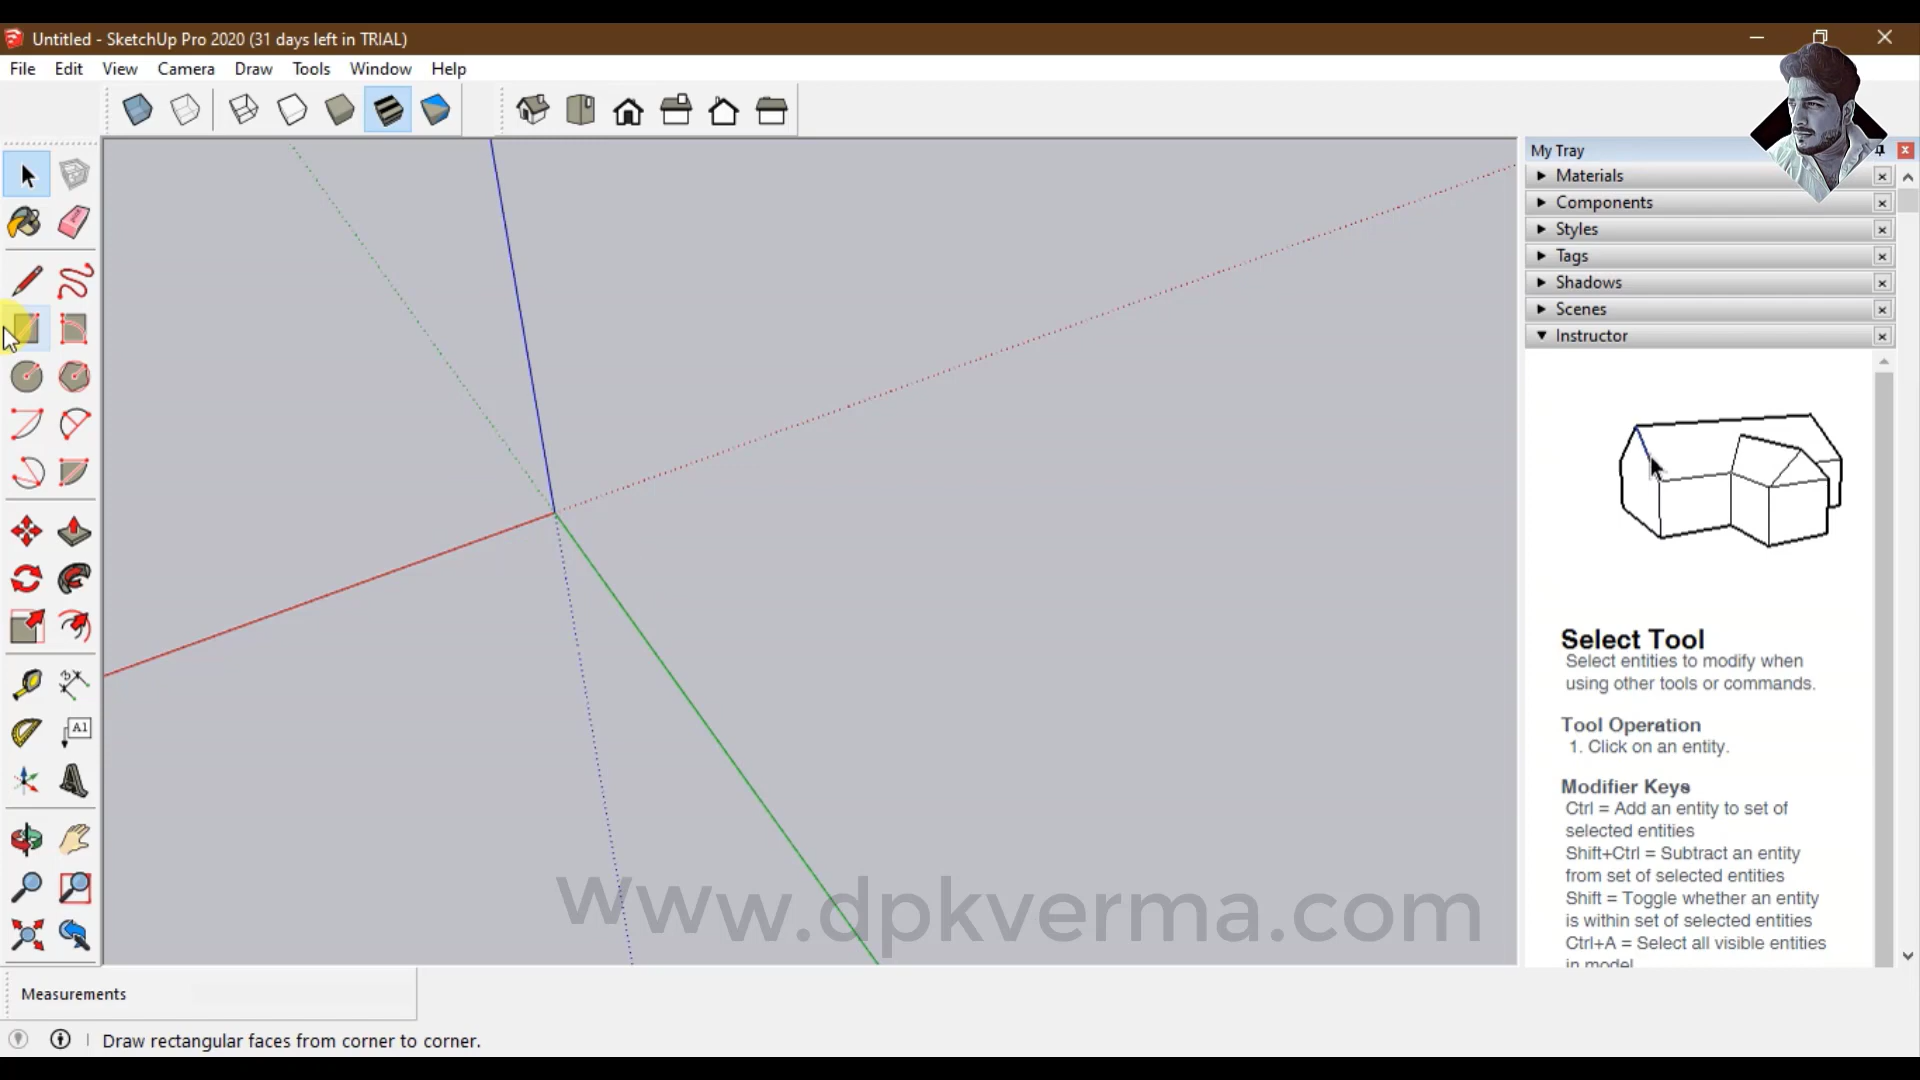 Untitled - SketchUp Pro 2020 (31 days left in TRIAL)
File Edit View Camera Draw Tools Window Help
My Tray
Materials
Components
Styles
Tags
Shadows
Scenes
Instructor
Select Tool
Select entities to modify when
using other tools or commands.
Tool Operation
1. Click on an entity.
Modifier Keys
Ctrl = Add an entity to set of
selected entities
Shift+Ctrl = Subtract an entity
from set of selected entities
Shift = Toggle whether an entity
is within set of selected entities
Ctrl+A = Select all visible entities
in model
A1
www.dpkverma.com
Measurements
Draw rectangular faces from corner to corner.